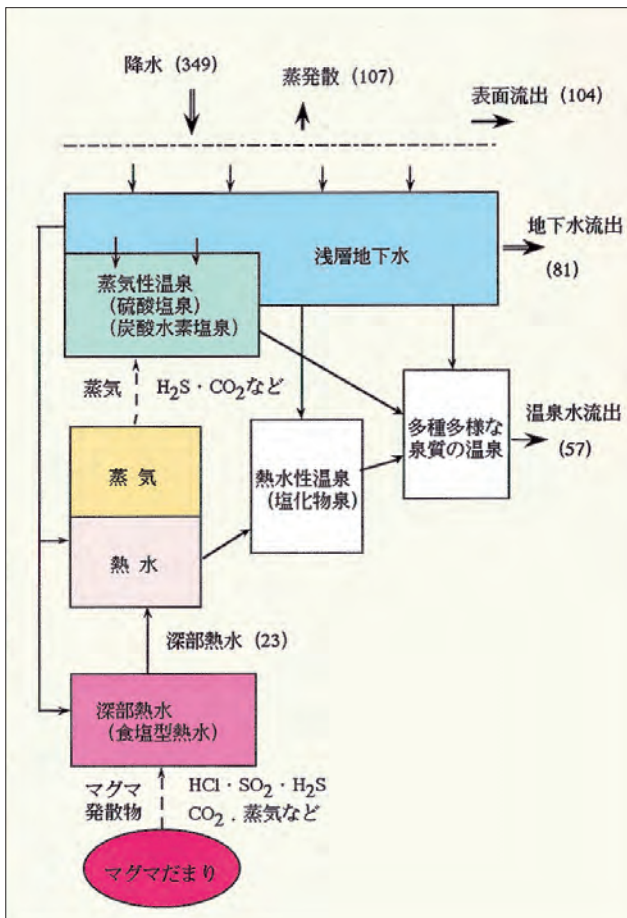 降水 (349)
蒸発散 (107)
表面流出 (104)
浅層地下水
地下水流出
(81)
蒸気性温泉
(硫酸塩泉)
(炭酸水素塩泉)
蒸気
H₂S・CO₂など
多種多様な
泉質の温泉
温泉水流出
(57)
熱水性温泉
(塩化物泉)
蒸 気
熱 水
深部熱水 (23)
深部熱水
(食塩型熱水)
マグマ
発散物
HCl・SO₂・H₂S
CO₂．蒸気など
マグマだまり